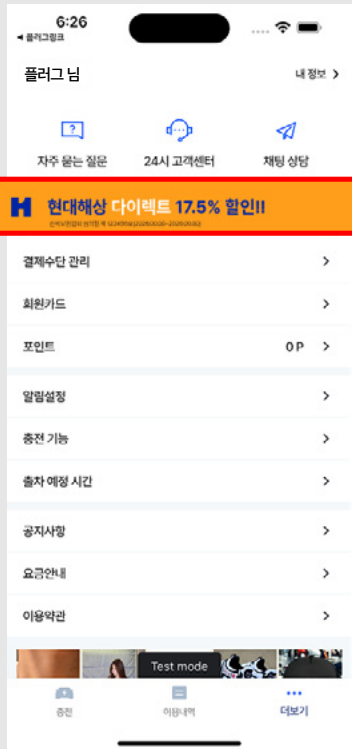 6:26
◀ 플러그링크
플러그 님
내 정보 >
자주 묻는 질문
24시 고객센터
채팅 상담
H 현대해상 다이렉트 17.5% 할인!!
결제수단 관리
회원카드
포인트
0 P
알림설정
충전 기능
출차 예정 시간
공지사항
요금안내
이용약관
Test mode
충전
이용내역
더보기